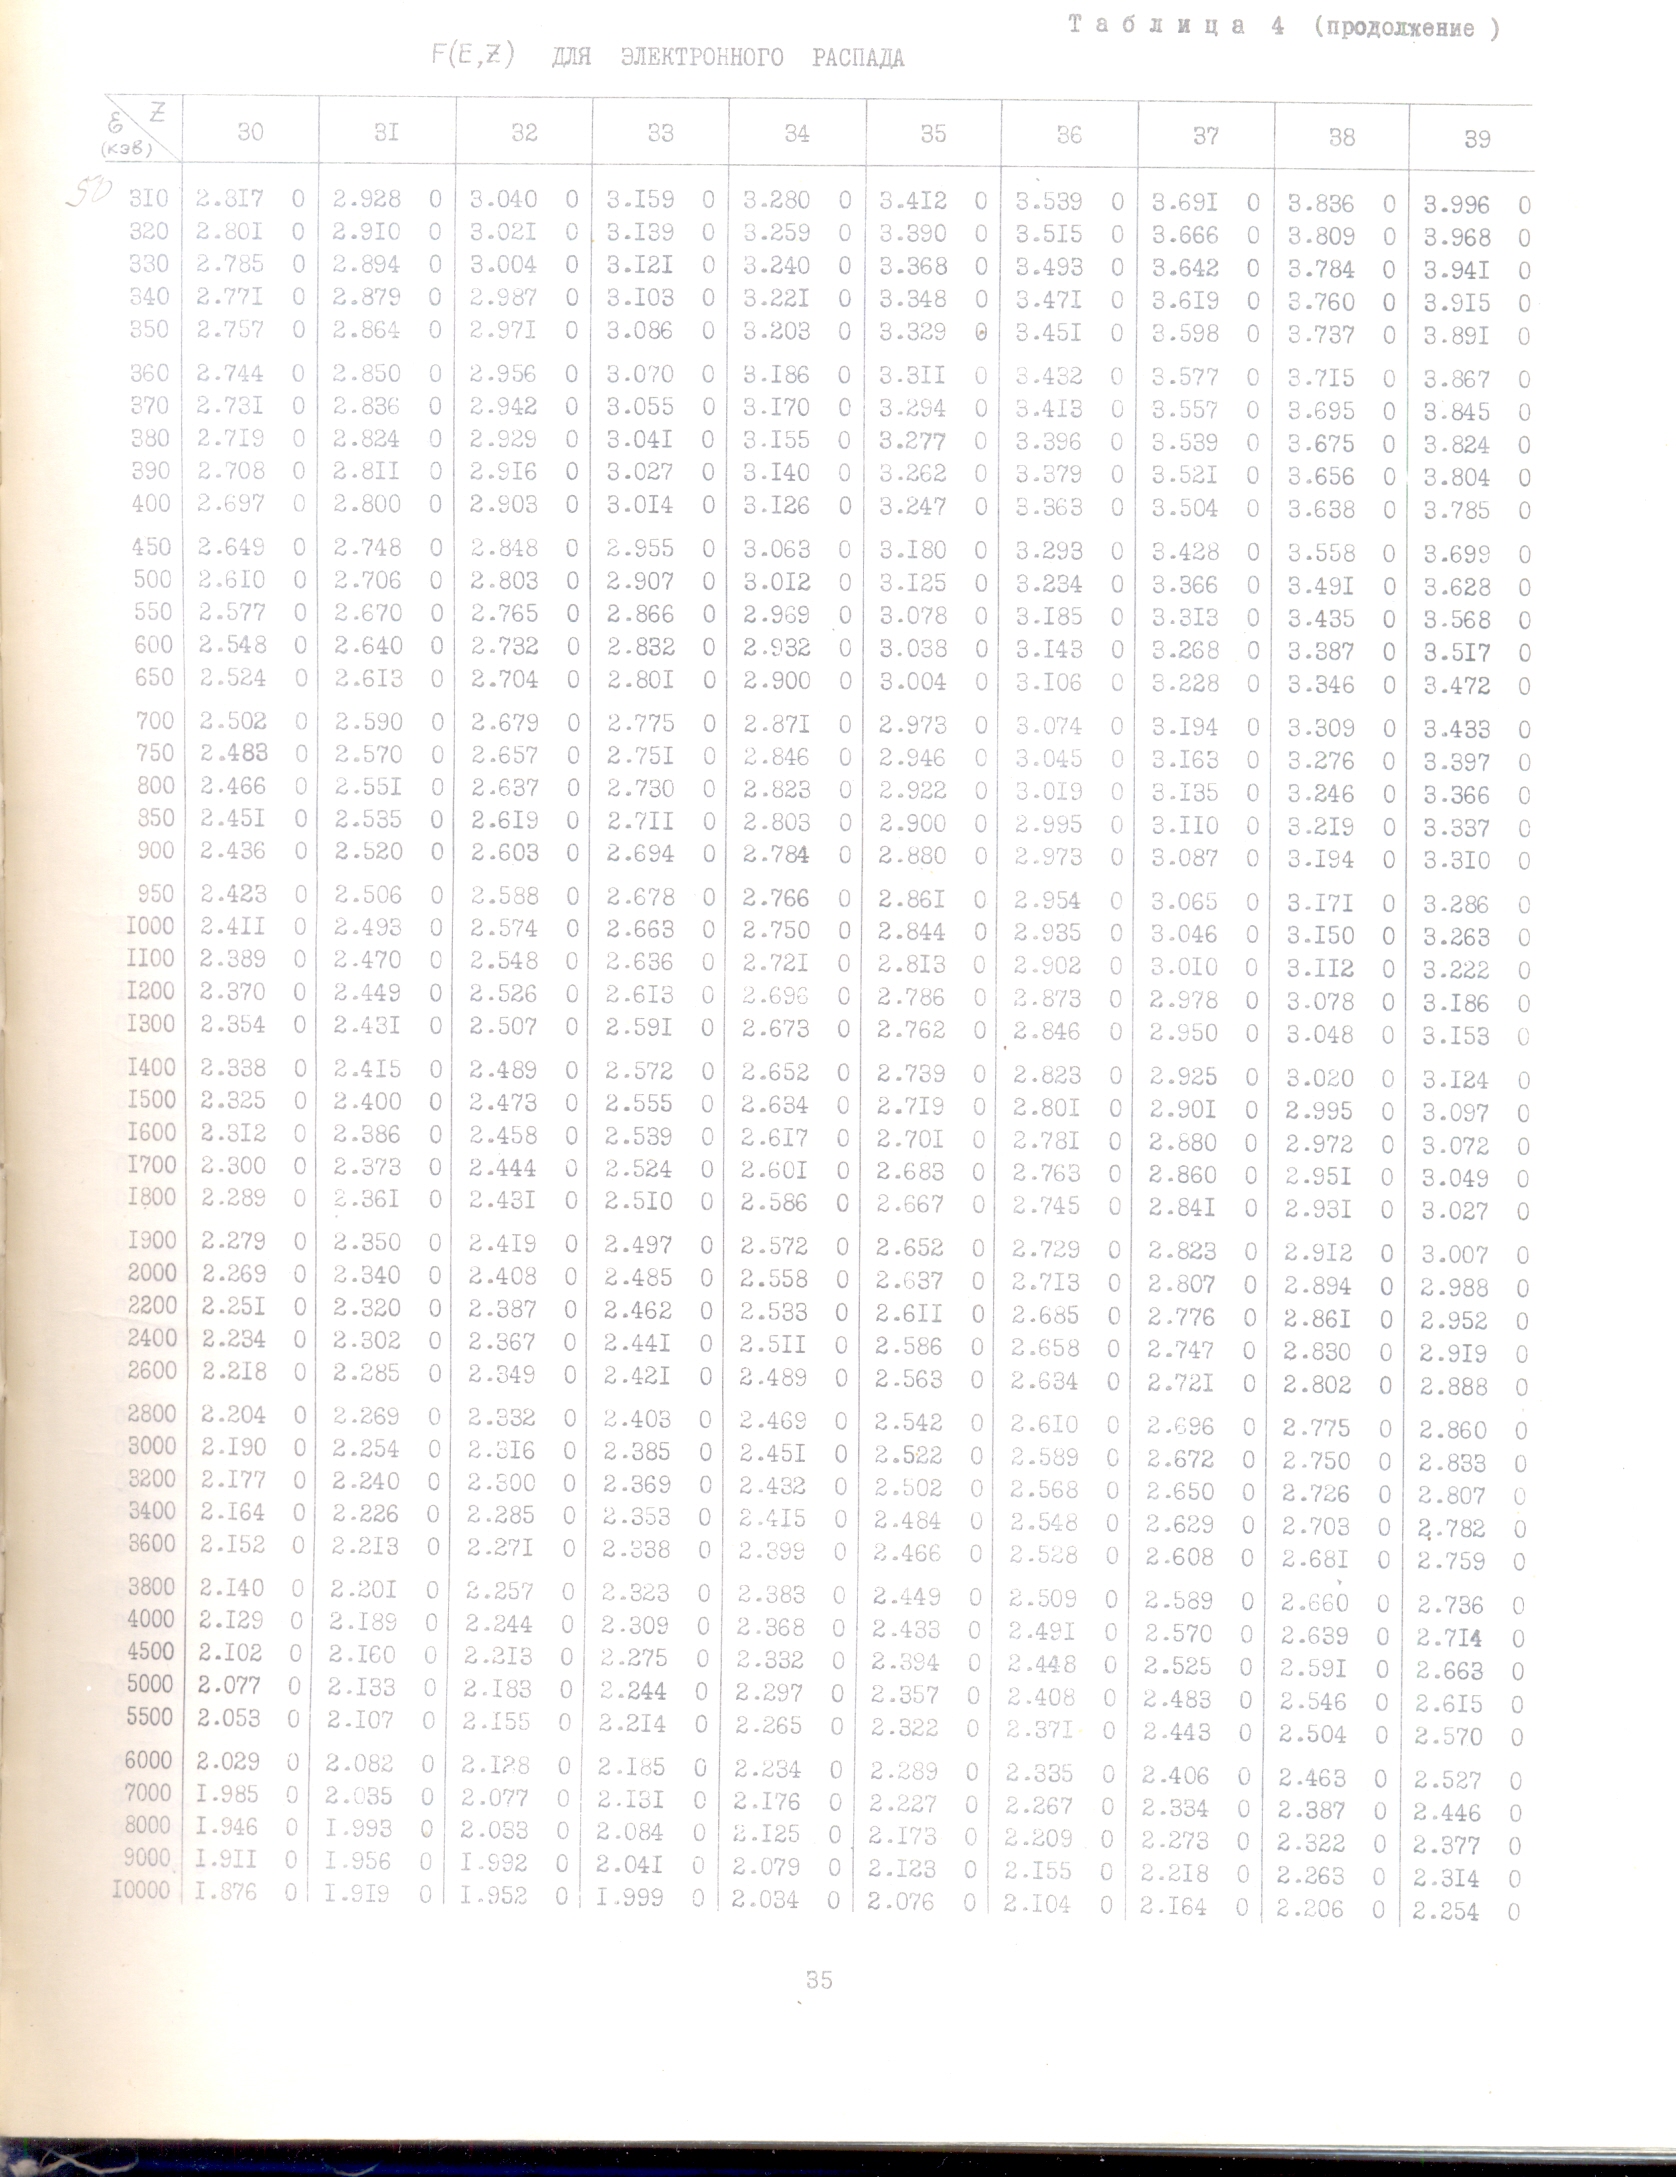 Таблица 4 (продолжение)
F(E,Z) ДЛЯ ЭЛЕКТРОННОГО РАСПАДА
ε (кэв) Z 30 3I 32 33 34 35 36 37 38 39
50 3I0 2.8I7 0 2.928 0 3.040 0 3.I59 0 3.280 0 3.4I2 0 3.539 0 3.69I 0 3.836 0 3.996 0
320 2.80I 0 2.9I0 0 3.02I 0 3.I39 0 3.259 0 3.390 0 3.5I5 0 3.666 0 3.809 0 3.968 0
330 2.785 0 2.894 0 3.004 0 3.I2I 0 3.240 0 3.368 0 3.493 0 3.642 0 3.784 0 3.94I 0
340 2.77I 0 2.879 0 2.987 0 3.I03 0 3.22I 0 3.348 0 3.47I 0 3.6I9 0 3.760 0 3.9I5 0
350 2.757 0 2.864 0 2.97I 0 3.086 0 3.203 0 3.329 0 3.45I 0 3.598 0 3.737 0 3.89I 0
360 2.744 0 2.850 0 2.956 0 3.070 0 3.I86 0 3.3II 0 3.432 0 3.577 0 3.7I5 0 3.867 0
370 2.73I 0 2.836 0 2.942 0 3.055 0 3.I70 0 3.294 0 3.4I3 0 3.557 0 3.695 0 3.845 0
380 2.7I9 0 2.824 0 2.929 0 3.04I 0 3.I55 0 3.277 0 3.396 0 3.539 0 3.675 0 3.824 0
390 2.708 0 2.8II 0 2.9I6 0 3.027 0 3.I40 0 3.262 0 3.379 0 3.52I 0 3.656 0 3.804 0
400 2.697 0 2.800 0 2.903 0 3.0I4 0 3.I26 0 3.247 0 3.363 0 3.504 0 3.638 0 3.785 0
450 2.649 0 2.748 0 2.848 0 2.955 0 3.063 0 3.I80 0 3.293 0 3.428 0 3.558 0 3.699 0
500 2.6I0 0 2.706 0 2.803 0 2.907 0 3.0I2 0 3.I25 0 3.234 0 3.366 0 3.49I 0 3.628 0
550 2.577 0 2.670 0 2.765 0 2.866 0 2.969 0 3.078 0 3.I85 0 3.3I3 0 3.435 0 3.568 0
600 2.548 0 2.640 0 2.732 0 2.832 0 2.932 0 3.038 0 3.I43 0 3.268 0 3.387 0 3.5I7 0
650 2.524 0 2.6I3 0 2.704 0 2.80I 0 2.900 0 3.004 0 3.I06 0 3.228 0 3.346 0 3.472 0
700 2.502 0 2.590 0 2.679 0 2.775 0 2.87I 0 2.973 0 3.074 0 3.I94 0 3.309 0 3.433 0
750 2.483 0 2.570 0 2.657 0 2.75I 0 2.846 0 2.946 0 3.045 0 3.I63 0 3.276 0 3.397 0
800 2.466 0 2.55I 0 2.637 0 2.730 0 2.823 0 2.922 0 3.0I9 0 3.I35 0 3.246 0 3.366 0
850 2.45I 0 2.535 0 2.6I9 0 2.7II 0 2.803 0 2.900 0 2.995 0 3.II0 0 3.2I9 0 3.337 0
900 2.436 0 2.520 0 2.603 0 2.694 0 2.784 0 2.880 0 2.973 0 3.087 0 3.I94 0 3.3I0 0
950 2.423 0 2.506 0 2.588 0 2.678 0 2.766 0 2.86I 0 2.954 0 3.065 0 3.I7I 0 3.286 0
I000 2.4II 0 2.493 0 2.574 0 2.663 0 2.750 0 2.844 0 2.935 0 3.046 0 3.I50 0 3.263 0
II00 2.389 0 2.470 0 2.548 0 2.636 0 2.72I 0 2.8I3 0 2.902 0 3.0I0 0 3.II2 0 3.222 0
I200 2.370 0 2.449 0 2.526 0 2.6I3 0 2.696 0 2.786 0 2.873 0 2.978 0 3.078 0 3.I86 0
I300 2.354 0 2.43I 0 2.507 0 2.59I 0 2.673 0 2.762 0 2.846 0 2.950 0 3.048 0 3.I53 0
I400 2.338 0 2.4I5 0 2.489 0 2.572 0 2.652 0 2.739 0 2.823 0 2.925 0 3.020 0 3.I24 0
I500 2.325 0 2.400 0 2.473 0 2.555 0 2.634 0 2.7I9 0 2.80I 0 2.90I 0 2.995 0 3.097 0
I600 2.3I2 0 2.386 0 2.458 0 2.539 0 2.6I7 0 2.70I 0 2.78I 0 2.880 0 2.972 0 3.072 0
I700 2.300 0 2.373 0 2.444 0 2.524 0 2.60I 0 2.683 0 2.763 0 2.860 0 2.95I 0 3.049 0
I800 2.289 0 2.36I 0 2.43I 0 2.5I0 0 2.586 0 2.667 0 2.745 0 2.84I 0 2.93I 0 3.027 0
I900 2.279 0 2.350 0 2.4I9 0 2.497 0 2.572 0 2.652 0 2.729 0 2.823 0 2.9I2 0 3.007 0
2000 2.269 0 2.340 0 2.408 0 2.485 0 2.558 0 2.637 0 2.7I3 0 2.807 0 2.894 0 2.988 0
2200 2.25I 0 2.320 0 2.387 0 2.462 0 2.533 0 2.6II 0 2.685 0 2.776 0 2.86I 0 2.952 0
2400 2.234 0 2.302 0 2.367 0 2.44I 0 2.5II 0 2.586 0 2.658 0 2.747 0 2.830 0 2.9I9 0
2600 2.2I8 0 2.285 0 2.349 0 2.42I 0 2.489 0 2.563 0 2.634 0 2.72I 0 2.802 0 2.888 0
2800 2.204 0 2.269 0 2.332 0 2.403 0 2.469 0 2.542 0 2.6I0 0 2.696 0 2.775 0 2.860 0
3000 2.I90 0 2.254 0 2.3I6 0 2.385 0 2.45I 0 2.522 0 2.589 0 2.672 0 2.750 0 2.833 0
3200 2.I77 0 2.240 0 2.300 0 2.369 0 2.432 0 2.502 0 2.568 0 2.650 0 2.726 0 2.807 0
3400 2.I64 0 2.226 0 2.285 0 2.353 0 2.4I5 0 2.484 0 2.548 0 2.629 0 2.703 0 2.782 0
3600 2.I52 0 2.2I3 0 2.27I 0 2.338 0 2.399 0 2.466 0 2.528 0 2.608 0 2.68I 0 2.759 0
3800 2.I40 0 2.20I 0 2.257 0 2.323 0 2.383 0 2.449 0 2.509 0 2.589 0 2.660 0 2.736 0
4000 2.I29 0 2.I89 0 2.244 0 2.309 0 2.368 0 2.433 0 2.49I 0 2.570 0 2.639 0 2.7I4 0
4500 2.I02 0 2.I60 0 2.2I3 0 2.275 0 2.332 0 2.394 0 2.448 0 2.525 0 2.59I 0 2.663 0
5000 2.077 0 2.I33 0 2.I83 0 2.244 0 2.297 0 2.357 0 2.408 0 2.483 0 2.546 0 2.6I5 0
5500 2.053 0 2.I07 0 2.I55 0 2.2I4 0 2.265 0 2.322 0 2.37I 0 2.443 0 2.504 0 2.570 0
6000 2.029 0 2.082 0 2.I28 0 2.I85 0 2.234 0 2.289 0 2.335 0 2.406 0 2.463 0 2.527 0
7000 I.985 0 2.035 0 2.077 0 2.I3I 0 2.I76 0 2.227 0 2.267 0 2.334 0 2.387 0 2.446 0
8000 I.946 0 I.993 0 2.033 0 2.084 0 2.I25 0 2.I73 0 2.209 0 2.273 0 2.322 0 2.377 0
9000 I.9II 0 I.956 0 I.992 0 2.04I 0 2.079 0 2.I23 0 2.I55 0 2.2I8 0 2.263 0 2.3I4 0
I0000 I.876 0 I.9I9 0 I.952 0 I.999 0 2.034 0 2.076 0 2.I04 0 2.I64 0 2.206 0 2.254 0
35